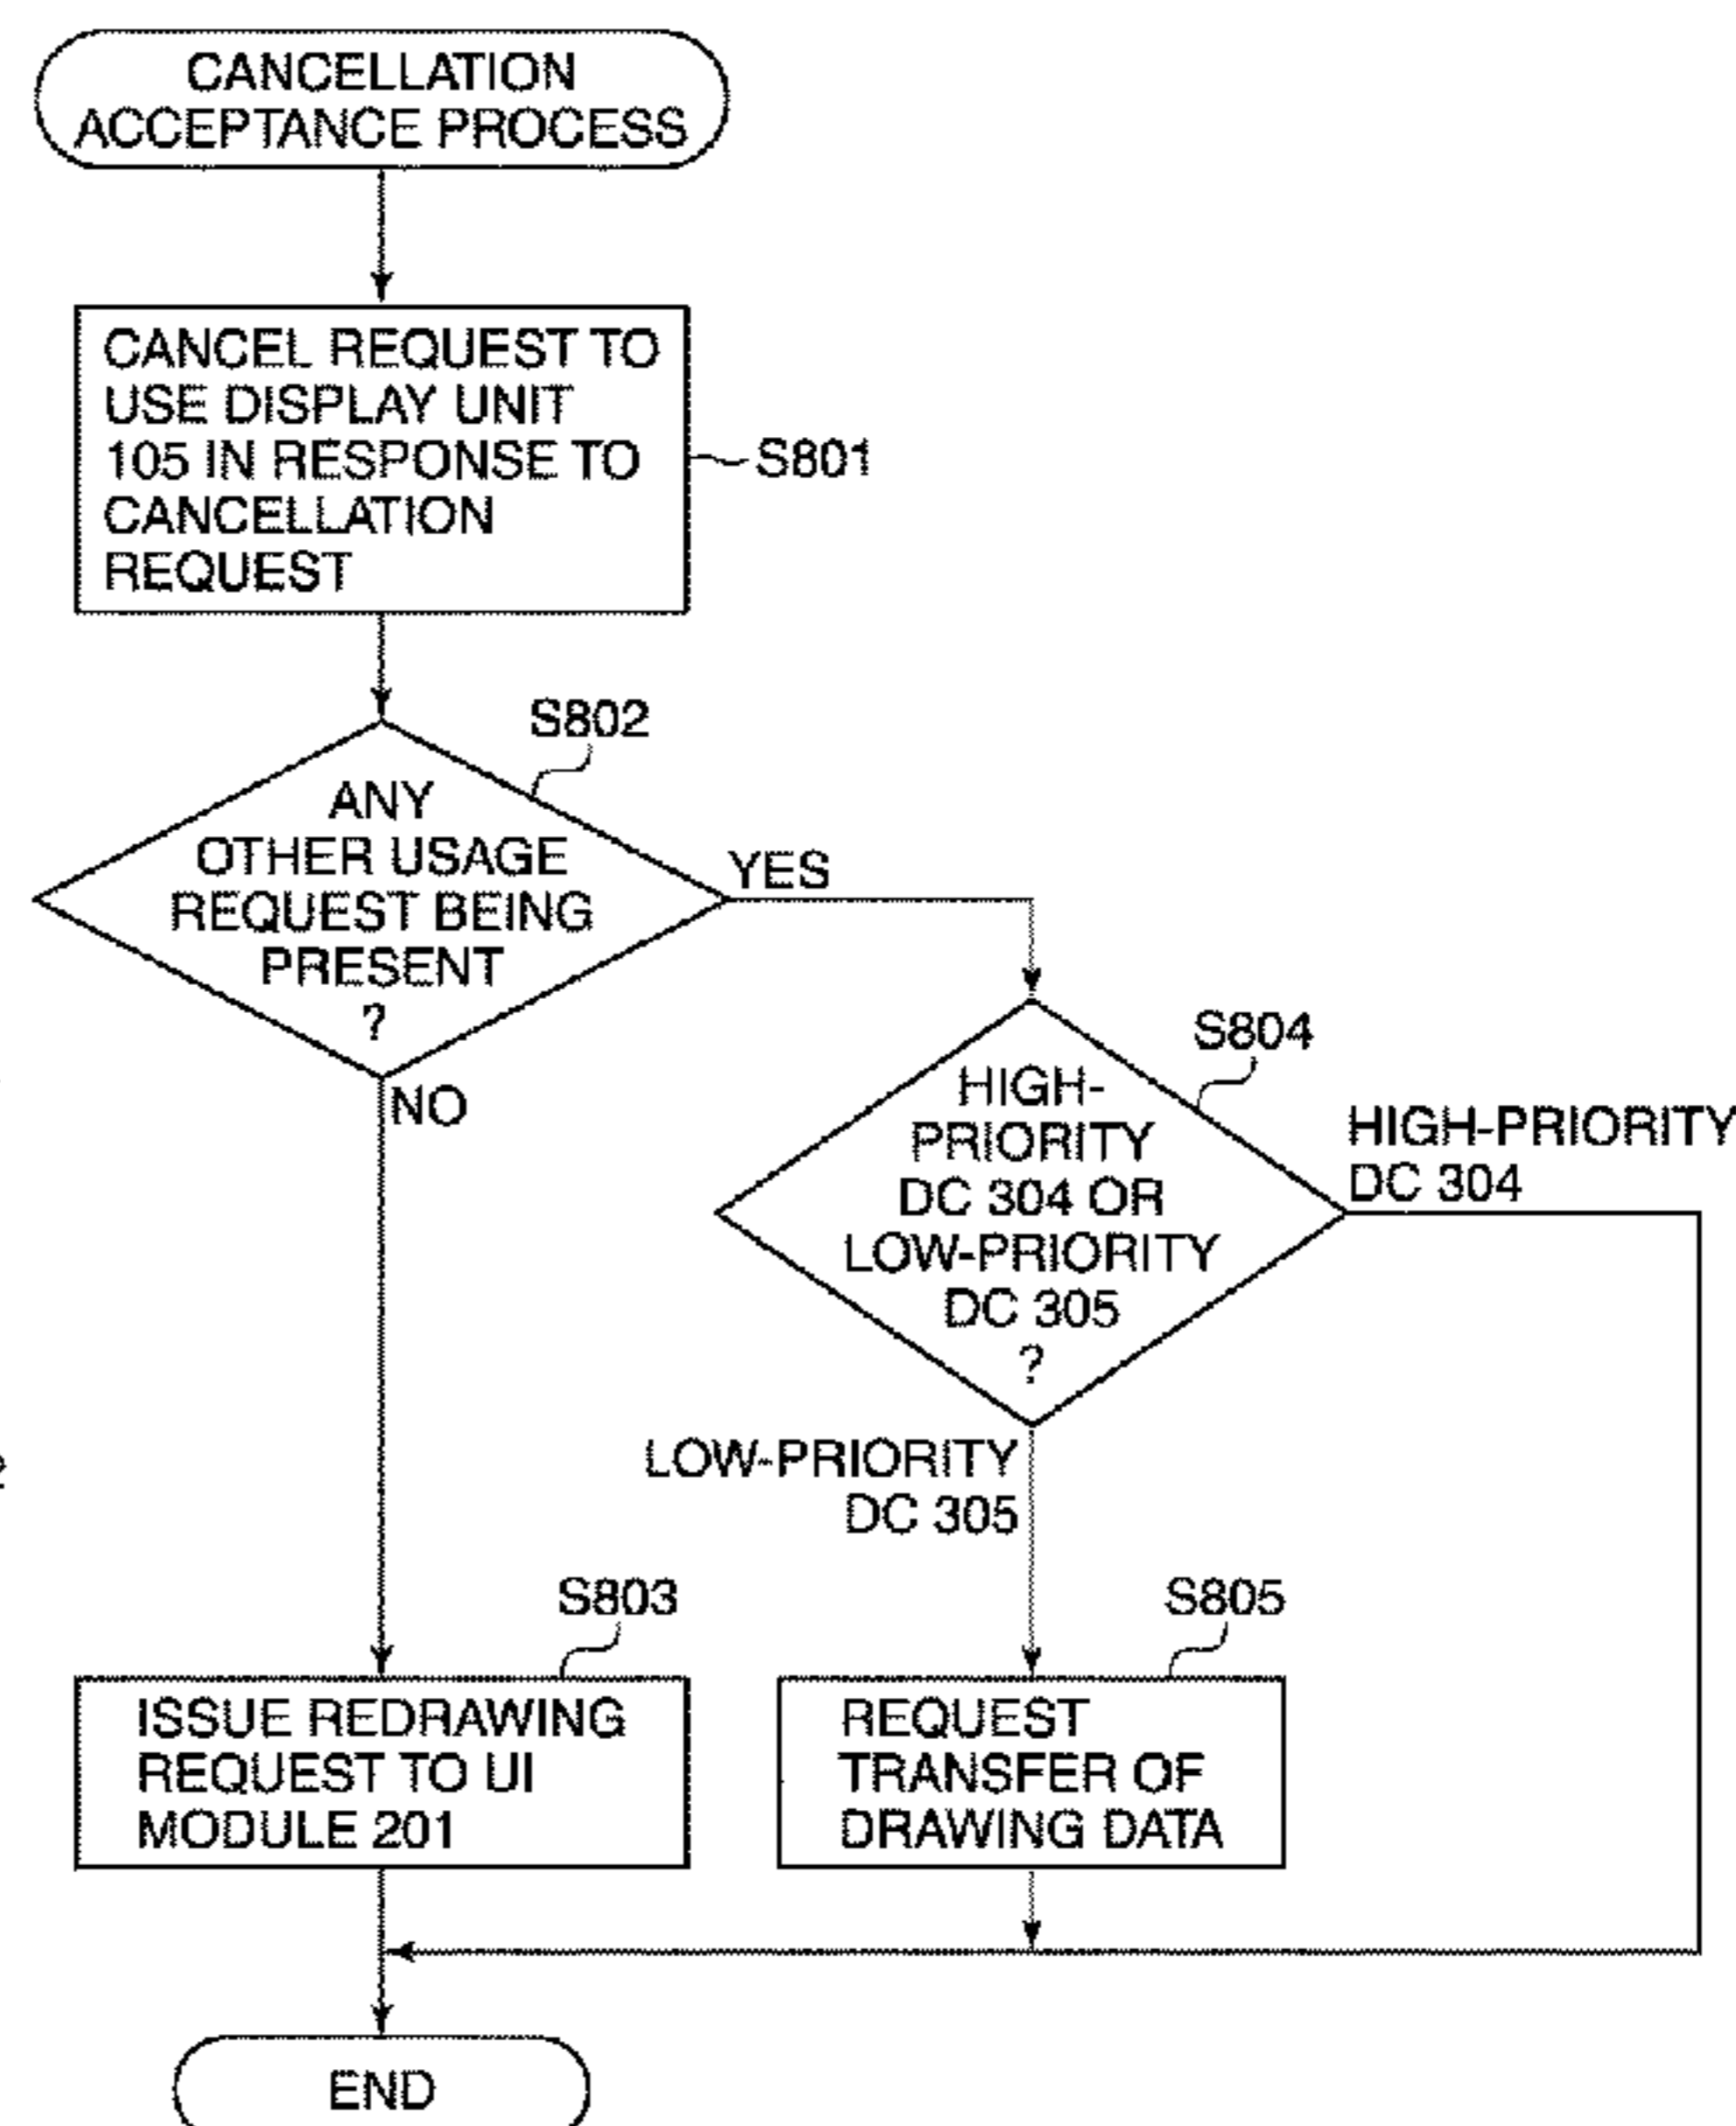 CANCELLATION
ACCEPTANCE PROCESS
CANCEL REQUEST TO
USE DISPLAY UNIT
105 IN RESPONSE TO
CANCELLATION
REQUEST
S801
S802
ANY
OTHER USAGE
REQUEST BEING
PRESENT
?
YES
NO
S804
HIGH-
PRIORITY
DC 304 OR
LOW-PRIORITY
DC 305
?
HIGH-PRIORITY
DC 304
LOW-PRIORITY
DC 305
S803
ISSUE REDRAWING
REQUEST TO UI
MODULE 201
S805
REQUEST
TRANSFER OF
DRAWING DATA
END